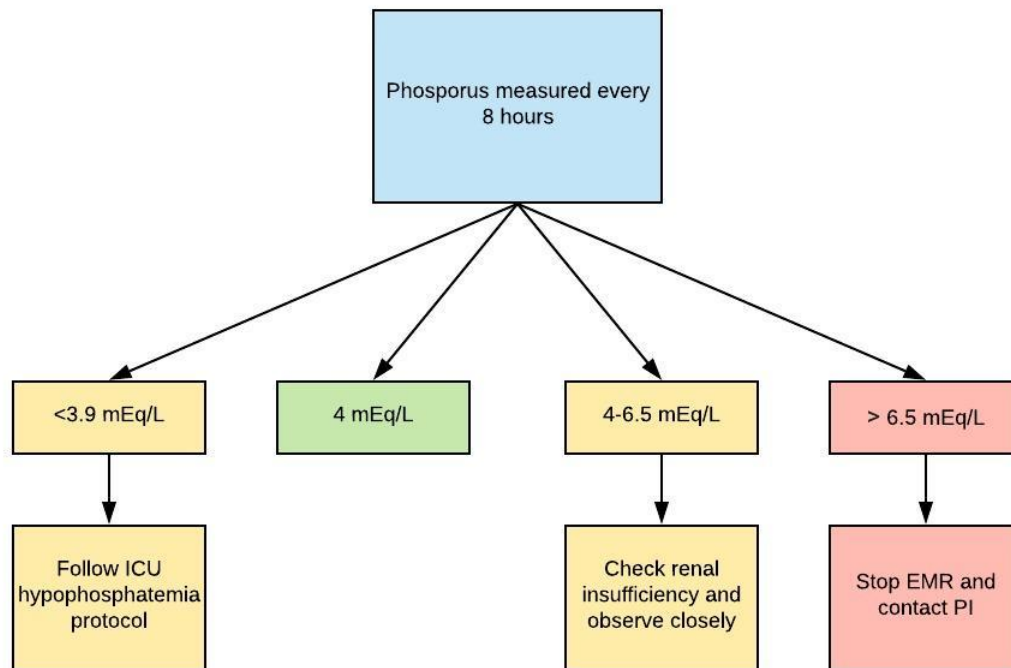 Phosporus measured every
8 hours
<3.9 mEq/L
4 mEq/L
4-6.5 mEq/L
> 6.5 mEq/L
Follow ICU
hypophosphatemia
protocol
Check renal
insufficiency and
observe closely
Stop EMR and
contact PI